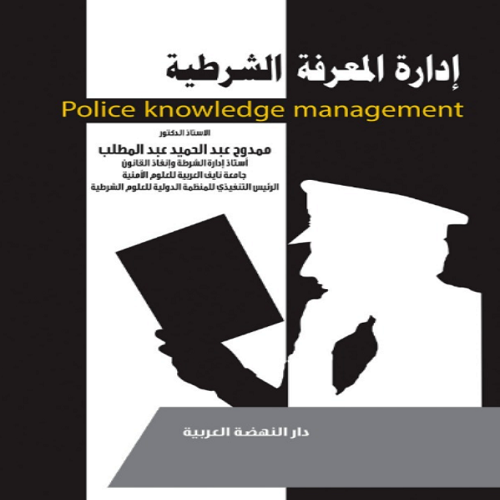 إدارة المعرفة الشرطية
Police knowledge management
الاستاذ الدكتور
ممدوح عبد الحميد عبد المطلب
أستاذ إدارة الشرطة وإنفاذ القانون
جامعة نايف العربية للعلوم الأمنية
الرئيس التنفيذي للمنظمة الدولية للعلوم الشرطية
دار النهضة العربية